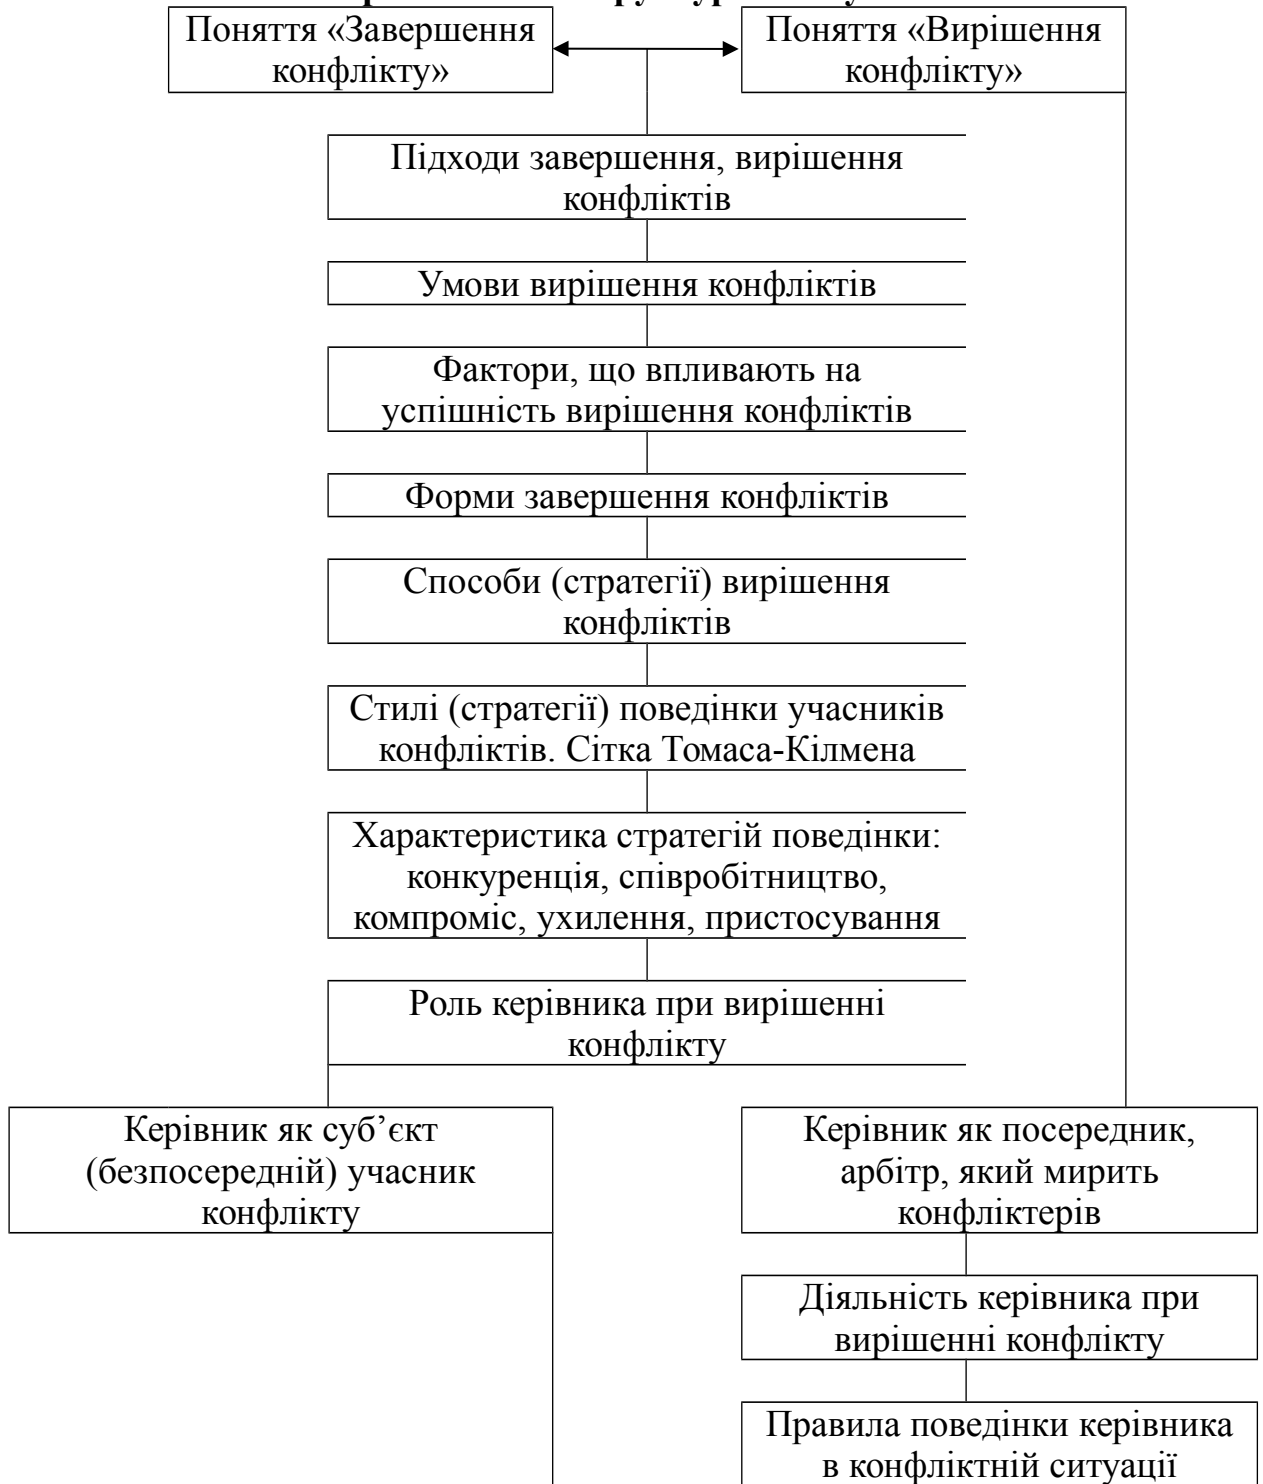 Поняття «Завершення
конфлікту»
Поняття «Вирішення
конфлікту»
Підходи завершення, вирішення
конфліктів
Умови вирішення конфліктів
Фактори, що впливають на
успішність вирішення конфліктів
Форми завершення конфліктів
Способи (стратегії) вирішення
конфліктів
Стилі (стратегії) поведінки учасників
конфліктів. Сітка Томаса-Кілмена
Характеристика стратегій поведінки:
конкуренція, співробітництво,
компроміс, ухилення, пристосування
Роль керівника при вирішенні
конфлікту
Керівник як суб’єкт
(безпосередній) учасник
конфлікту
Керівник як посередник,
арбітр, який мирить
конфліктерів
Діяльність керівника при
вирішенні конфлікту
Правила поведінки керівника
в конфліктній ситуації